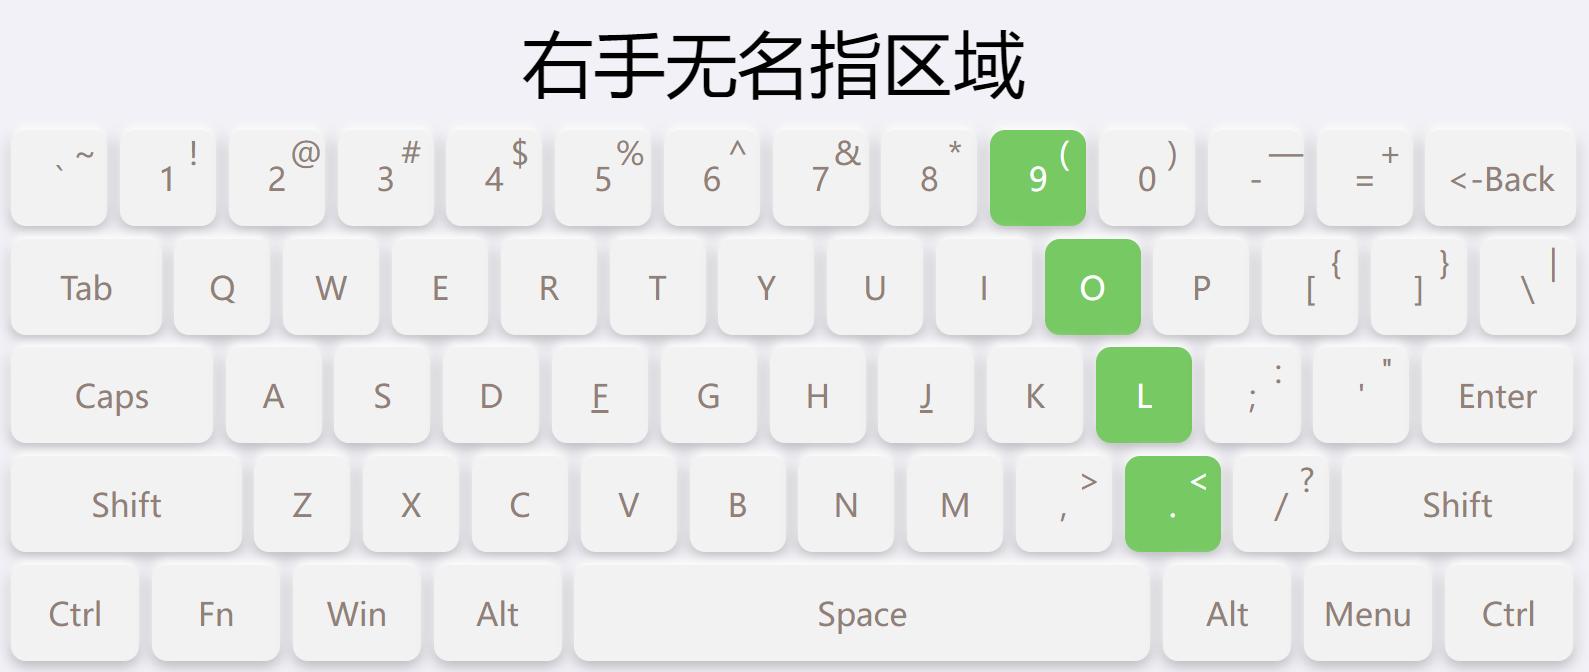 右手无名指区域
` ~ 1 ! 2 @ 3 # 4 $ 5 % 6 ^ 7 & 8 * 9 ( 0 ) - — = + <-Back
Tab Q W E R T Y U I O P [ { ] } \ |
Caps A S D F G H J K L ; : ' " Enter
Shift Z X C V B N M , > . < / ? Shift
Ctrl Fn Win Alt Space Alt Menu Ctrl